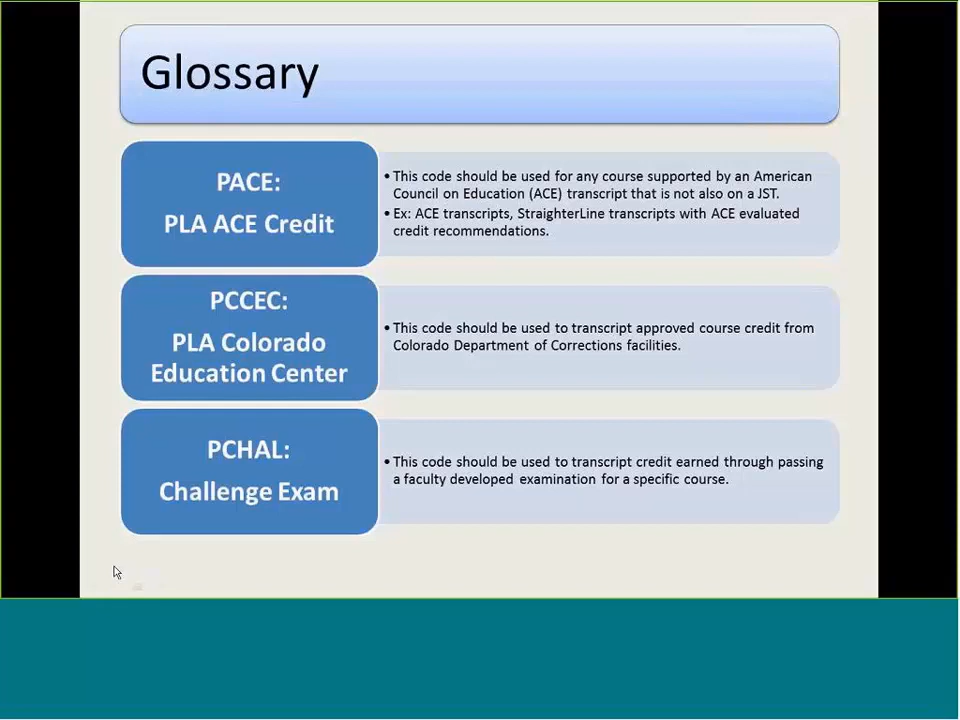 Glossary
PACE:
PLA ACE Credit
• This code should be used for any course supported by an American
Council on Education (ACE) transcript that is not also on a JST.
• Ex: ACE transcripts, StraighterLine transcripts with ACE evaluated
credit recommendations.
PCCEC:
PLA Colorado
Education Center
• This code should be used to transcript approved course credit from
Colorado Department of Corrections facilities.
PCHAL:
Challenge Exam
• This code should be used to transcript credit earned through passing
a faculty developed examination for a specific course.